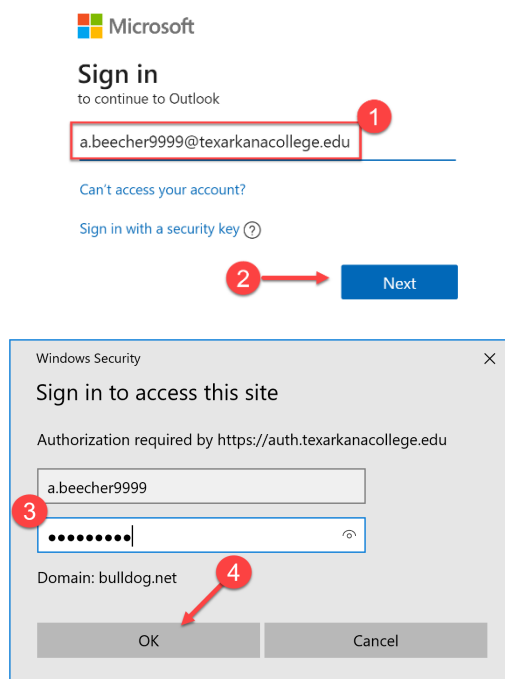 Microsoft
Sign in
to continue to Outlook
1
a.beecher9999@texarkanacollege.edu
Can't access your account?
Sign in with a security key ?
2
Next
Windows Security
Sign in to access this site
Authorization required by https://auth.texarkanacollege.edu
a.beecher9999
3
●●●●●●●●●
Domain: bulldog.net
4
OK
Cancel